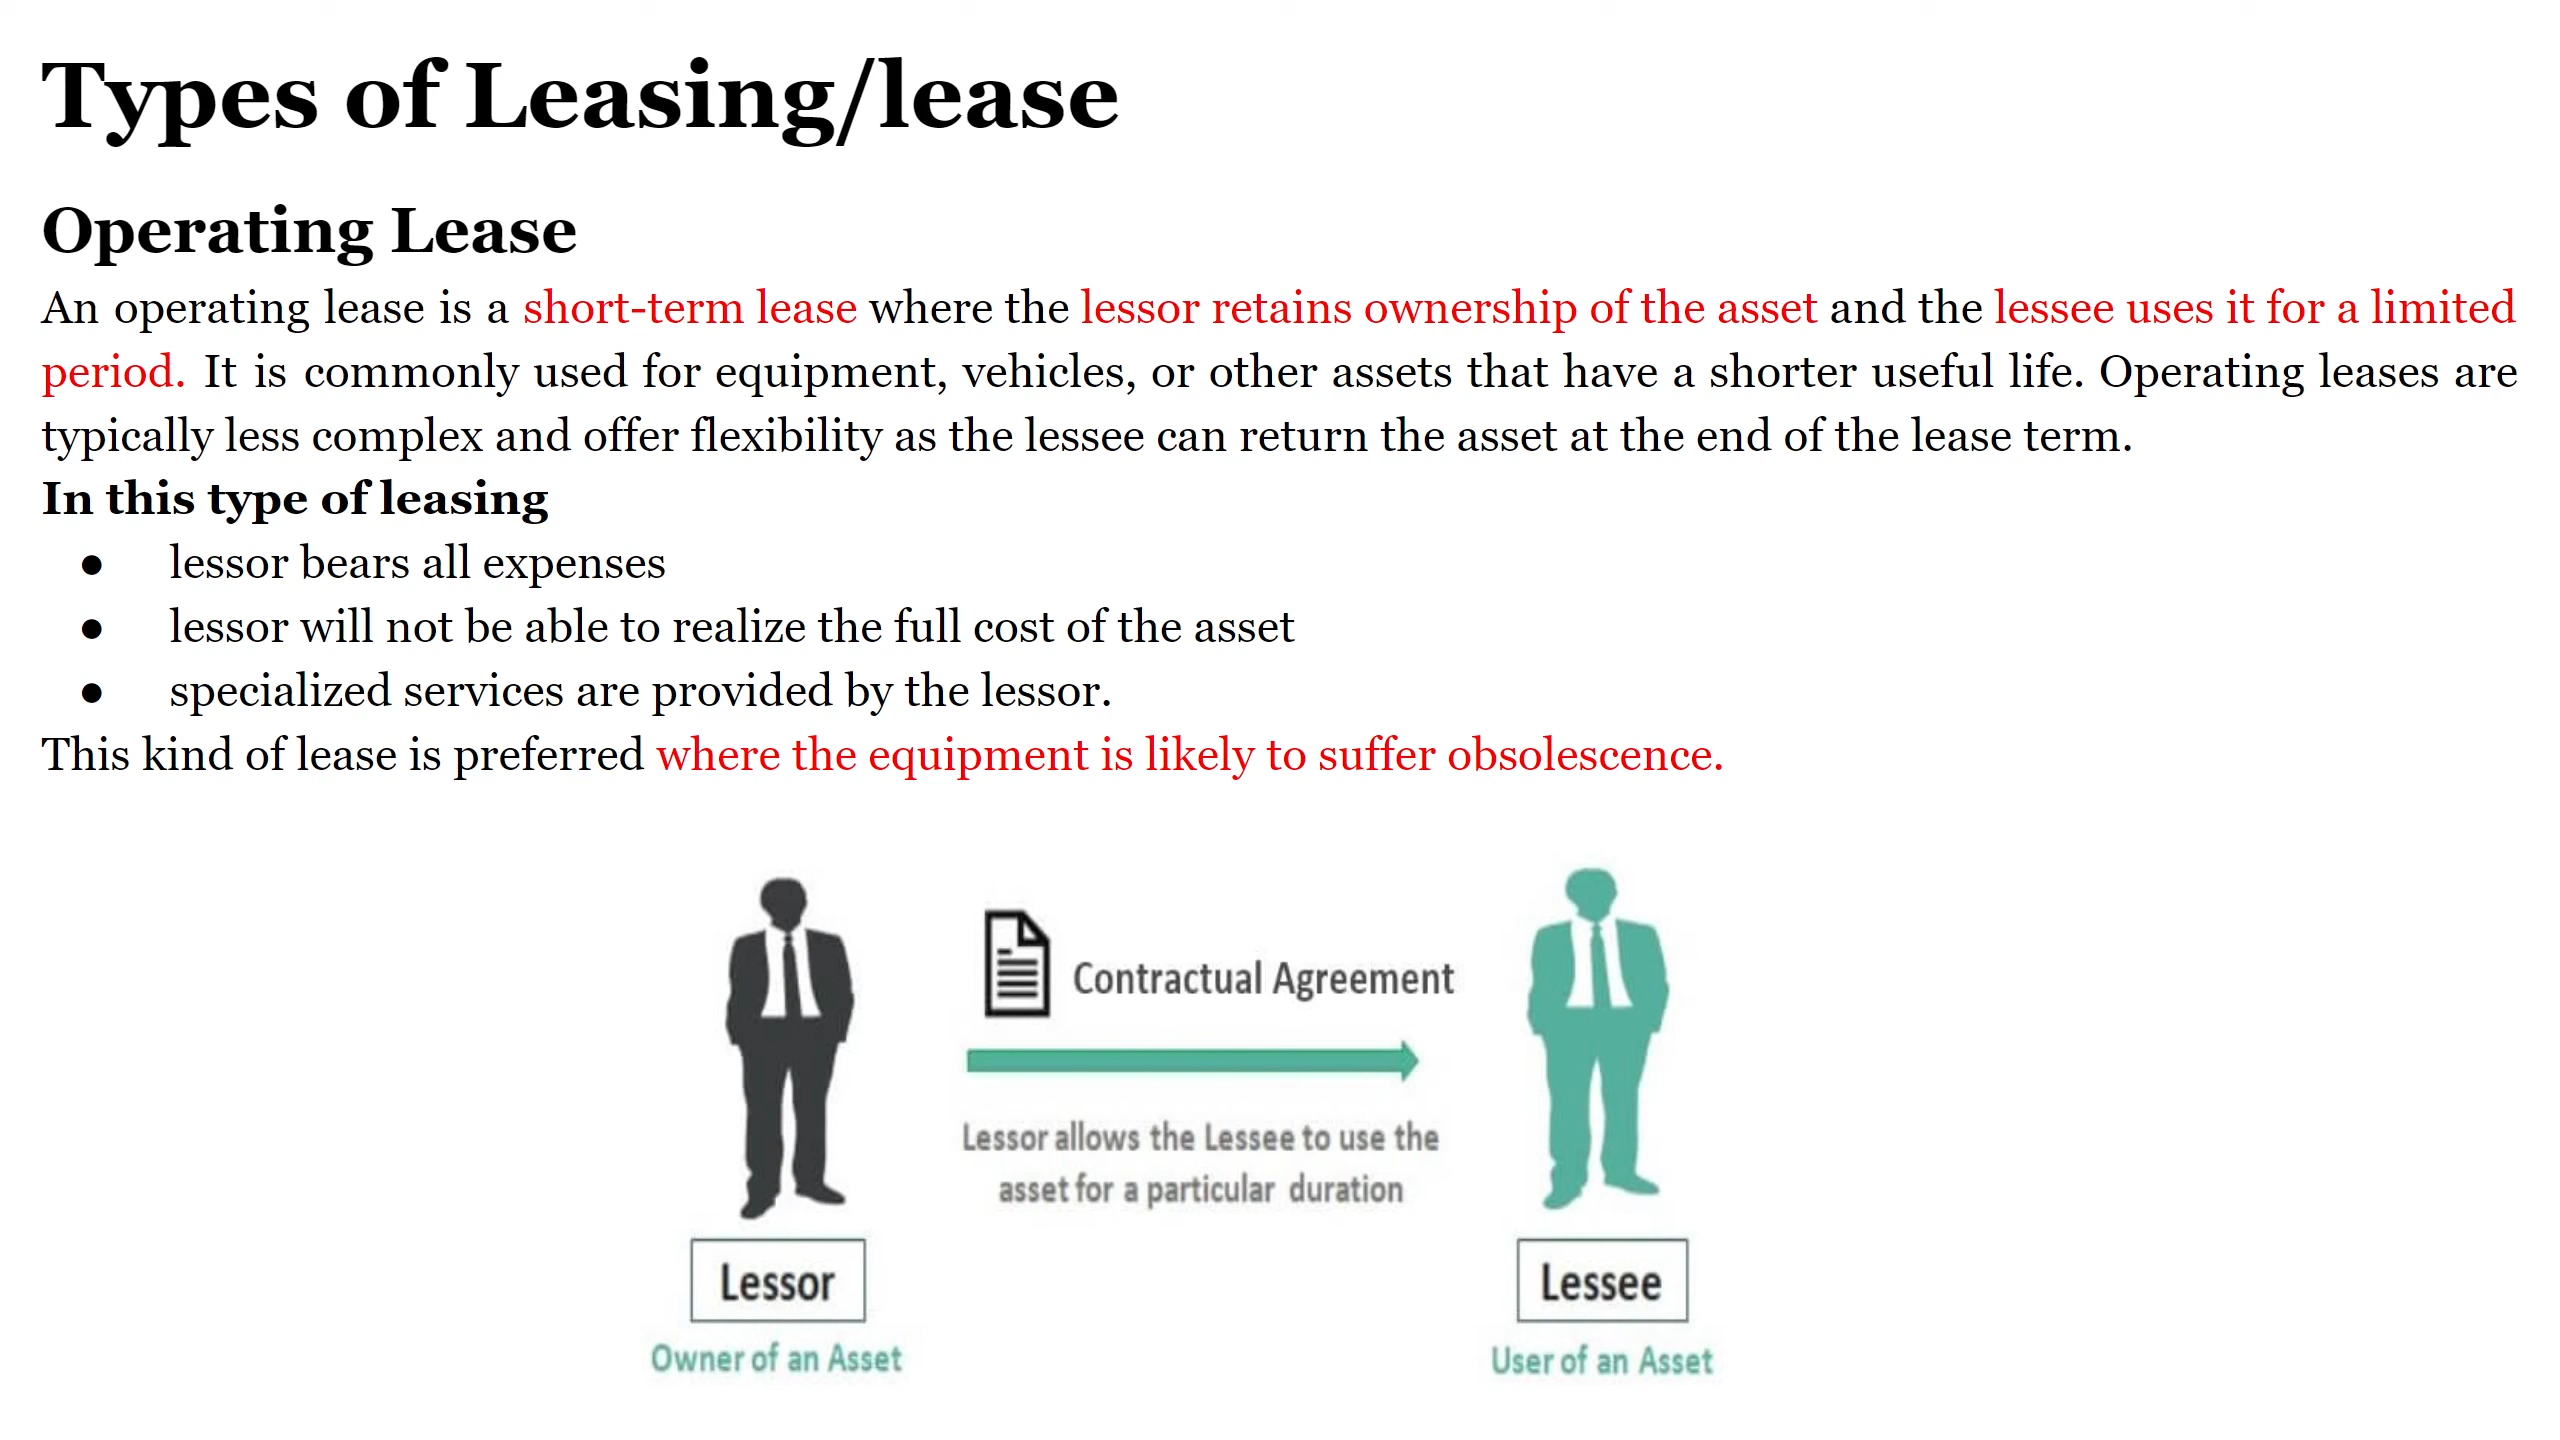 Types of Leasing/lease
Operating Lease
An operating lease is a short-term lease where the lessor retains ownership of the asset and the lessee uses it for a limited
period. It is commonly used for equipment, vehicles, or other assets that have a shorter useful life. Operating leases are
typically less complex and offer flexibility as the lessee can return the asset at the end of the lease term.
In this type of leasing
● lessor bears all expenses
● lessor will not be able to realize the full cost of the asset
● specialized services are provided by the lessor.
This kind of lease is preferred where the equipment is likely to suffer obsolescence.
Contractual Agreement
Lessor allows the Lessee to use the
asset for a particular duration
Lessor
Lessee
Owner of an Asset
User of an Asset